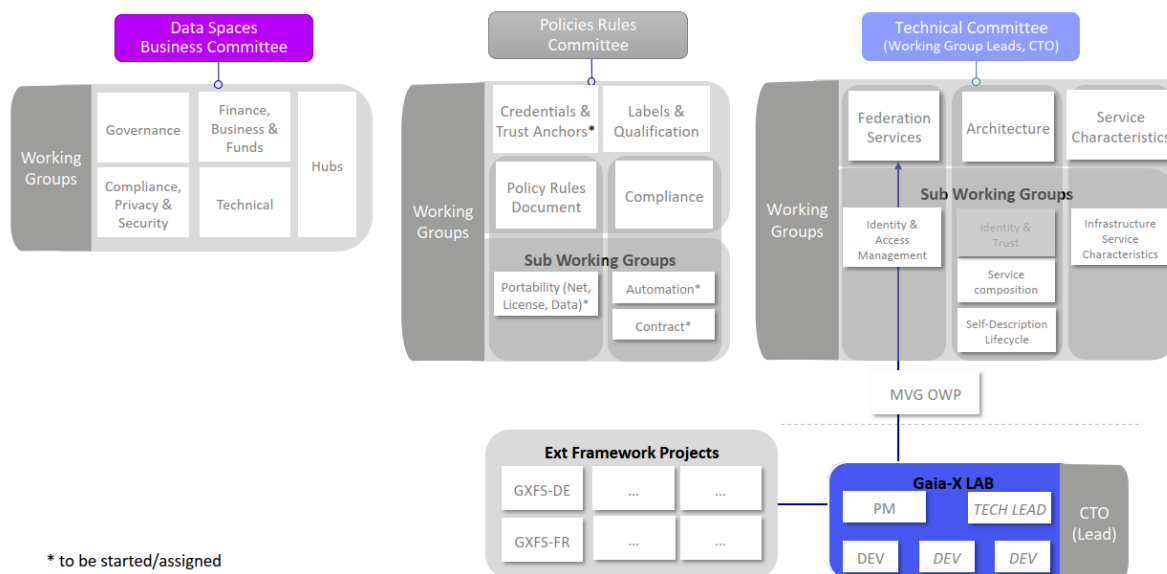 Data Spaces
Business Committee
Policies Rules
Committee
Technical Committee
(Working Group Leads, CTO)
Working
Groups
Governance
Finance,
Business &
Funds
Hubs
Compliance,
Privacy &
Security
Technical
Working
Groups
Credentials &
Trust Anchors*
Labels &
Qualification
Policy Rules
Document
Compliance
Sub Working Groups
Portability (Net,
License, Data)*
Automation*
Contract*
Working
Groups
Federation
Services
Architecture
Service
Characteristics
Sub Working Groups
Identity &
Access
Management
Identity &
Trust
Infrastructure
Service
Characteristics
Service
composition
Self-Description
Lifecycle
MVG OWP
Ext Framework Projects
GXFS-DE
...
...
GXFS-FR
...
...
Gaia-X LAB
PM
TECH LEAD
DEV
DEV
DEV
CTO
(Lead)
* to be started/assigned